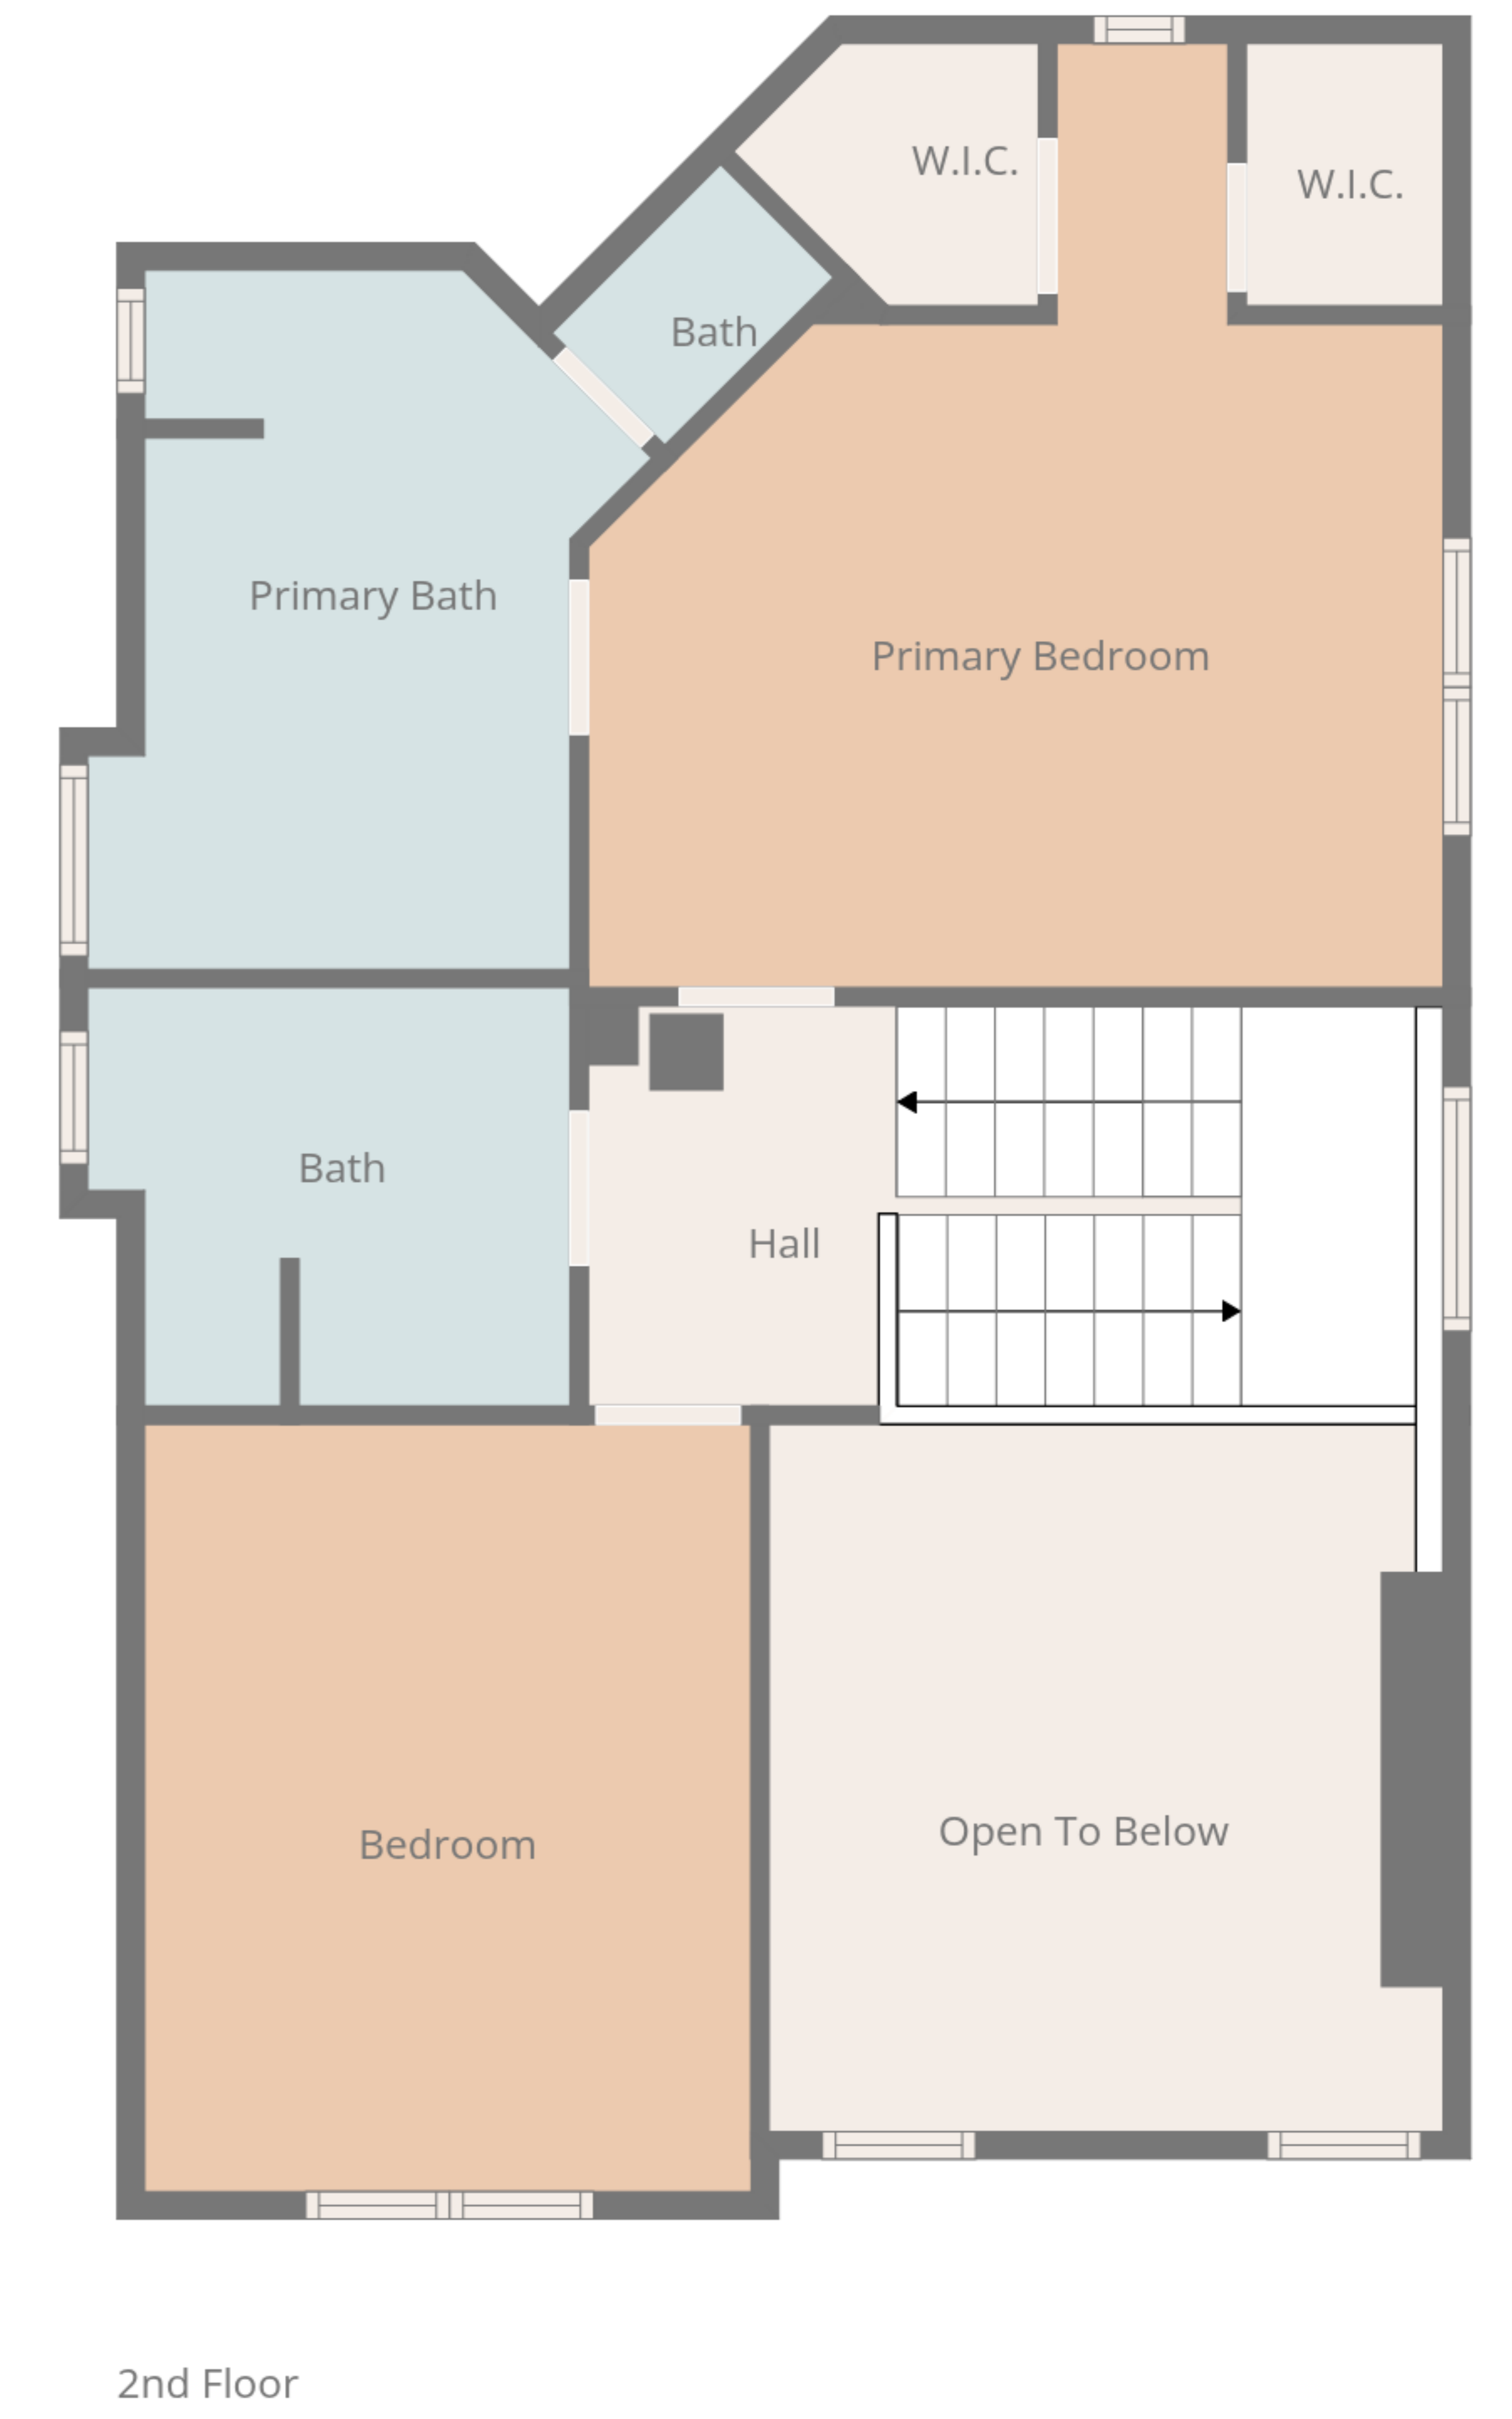 W.I.C.
W.I.C.
Bath
Primary Bath
Primary Bedroom
Bath
Hall
Bedroom
Open To Below
2nd Floor